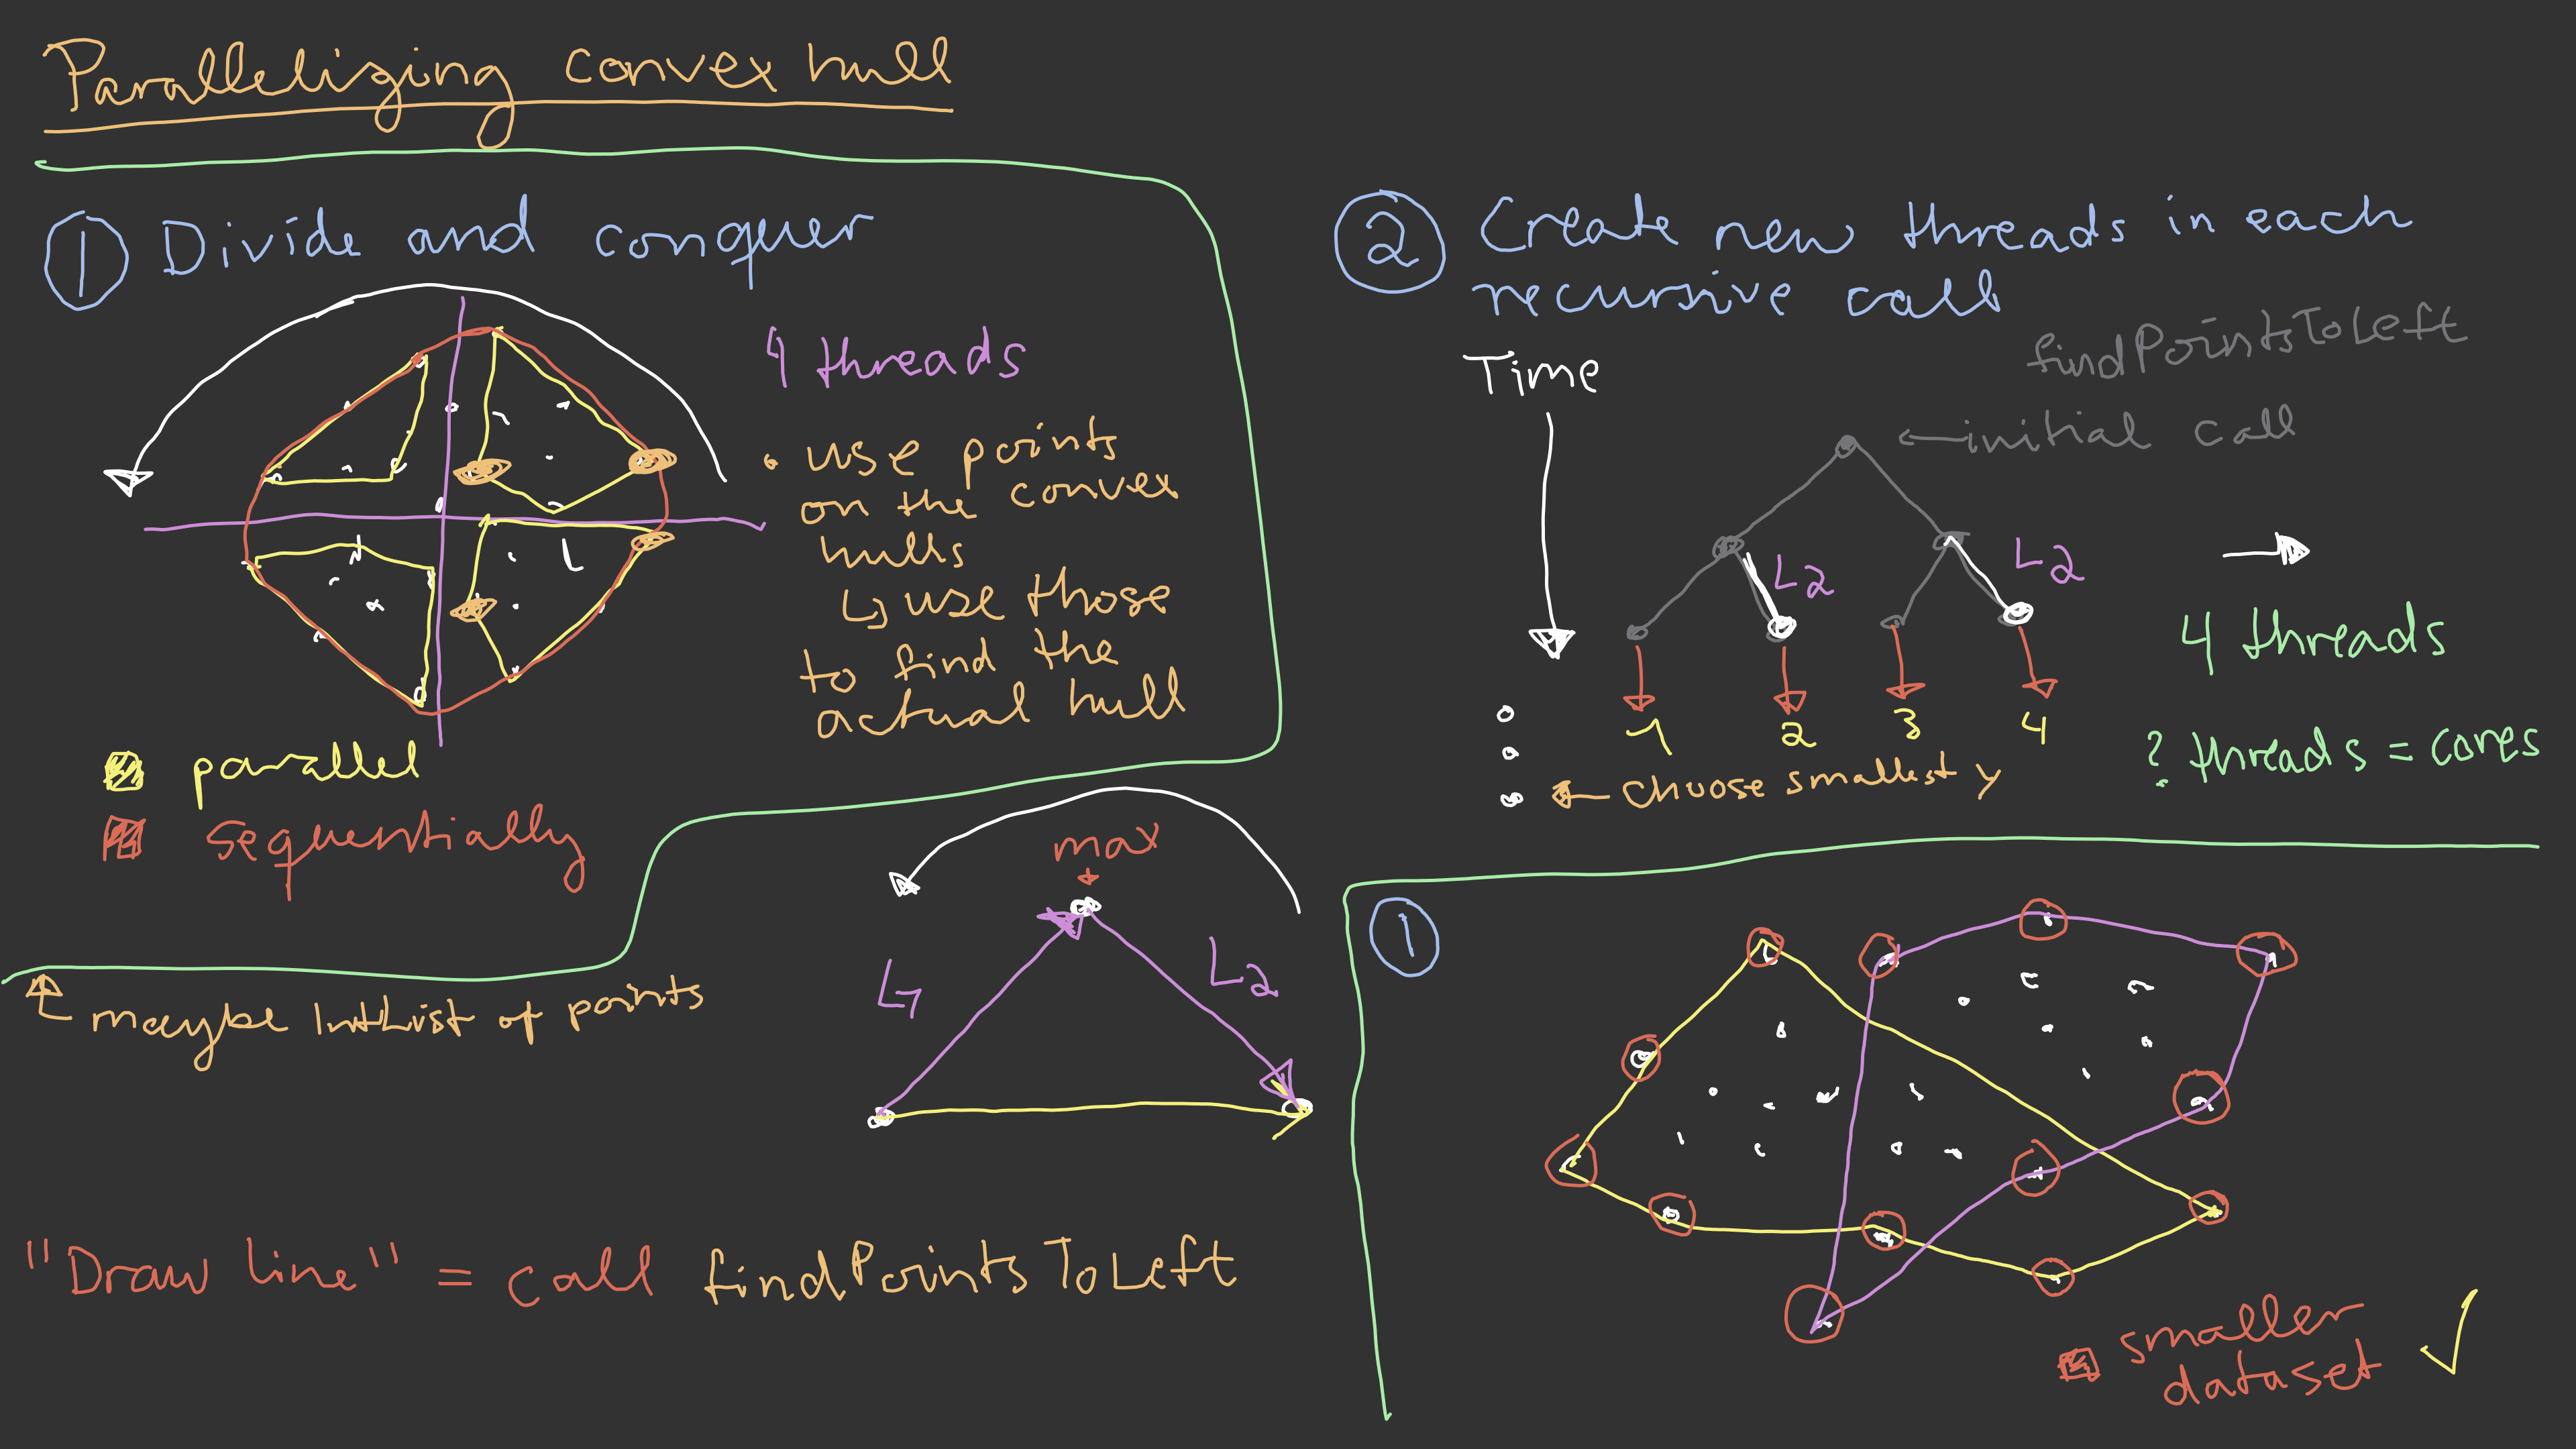 Parallelizing convex hull
1 Divide and conquer
4 threads
• use points
on the convex
hulls
↳ use those
to find the
actual hull
parallel
sequentially
2 Create new threads in each
recursive call
findPointsToLeft
Time
← initial call
L2
L2
→
4 threads
1 2 3 4
? threads = cores
← choose smallest y
maybe IntList of points
max
L1
L2
"Draw line" = call findPointsToLeft
1
smaller
dataset ✓